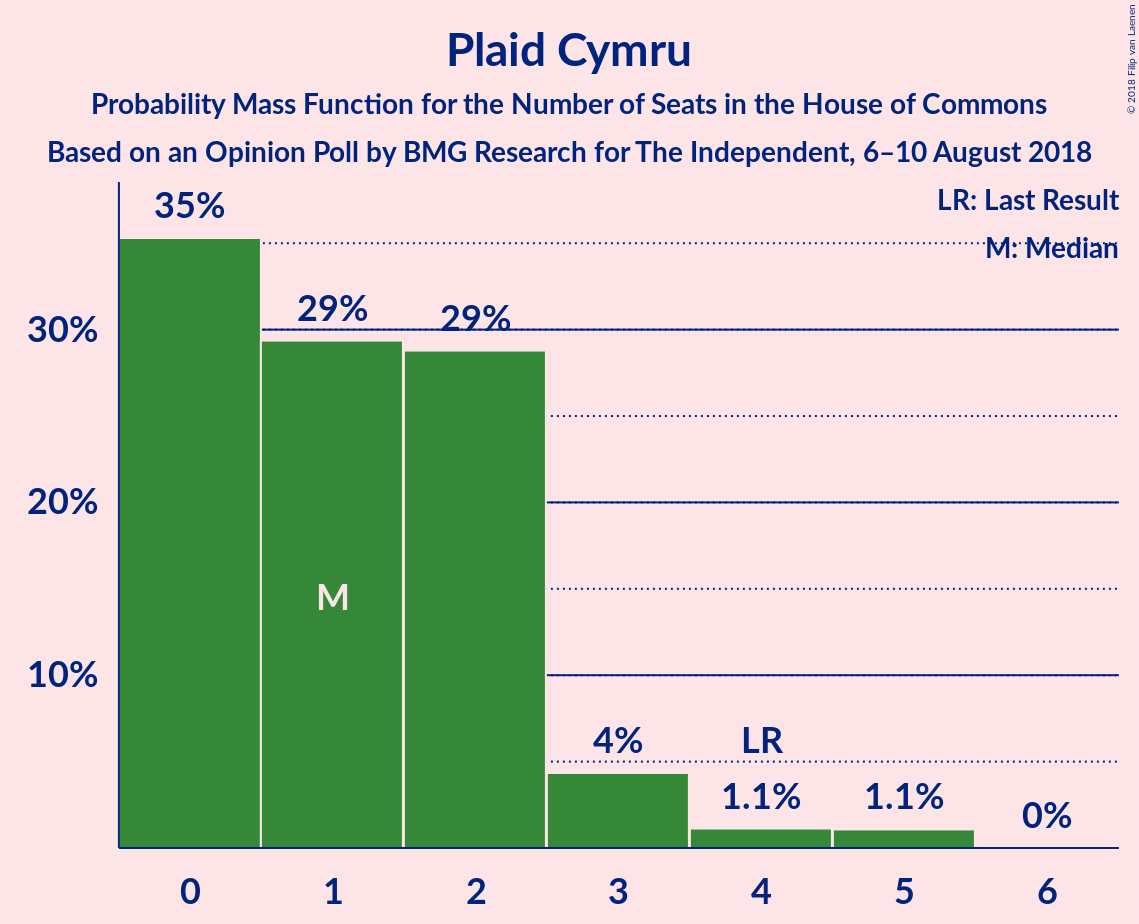 Plaid Cymru
Probability Mass Function for the Number of Seats in the House of Commons
Based on an Opinion Poll by BMG Research for The Independent, 6–10 August 2018
© 2018 Filip van Laenen
LR: Last Result
M: Median
35%
29%
29%
4%
LR
1.1%
1.1%
0%
M
30%
20%
10%
0 1 2 3 4 5 6